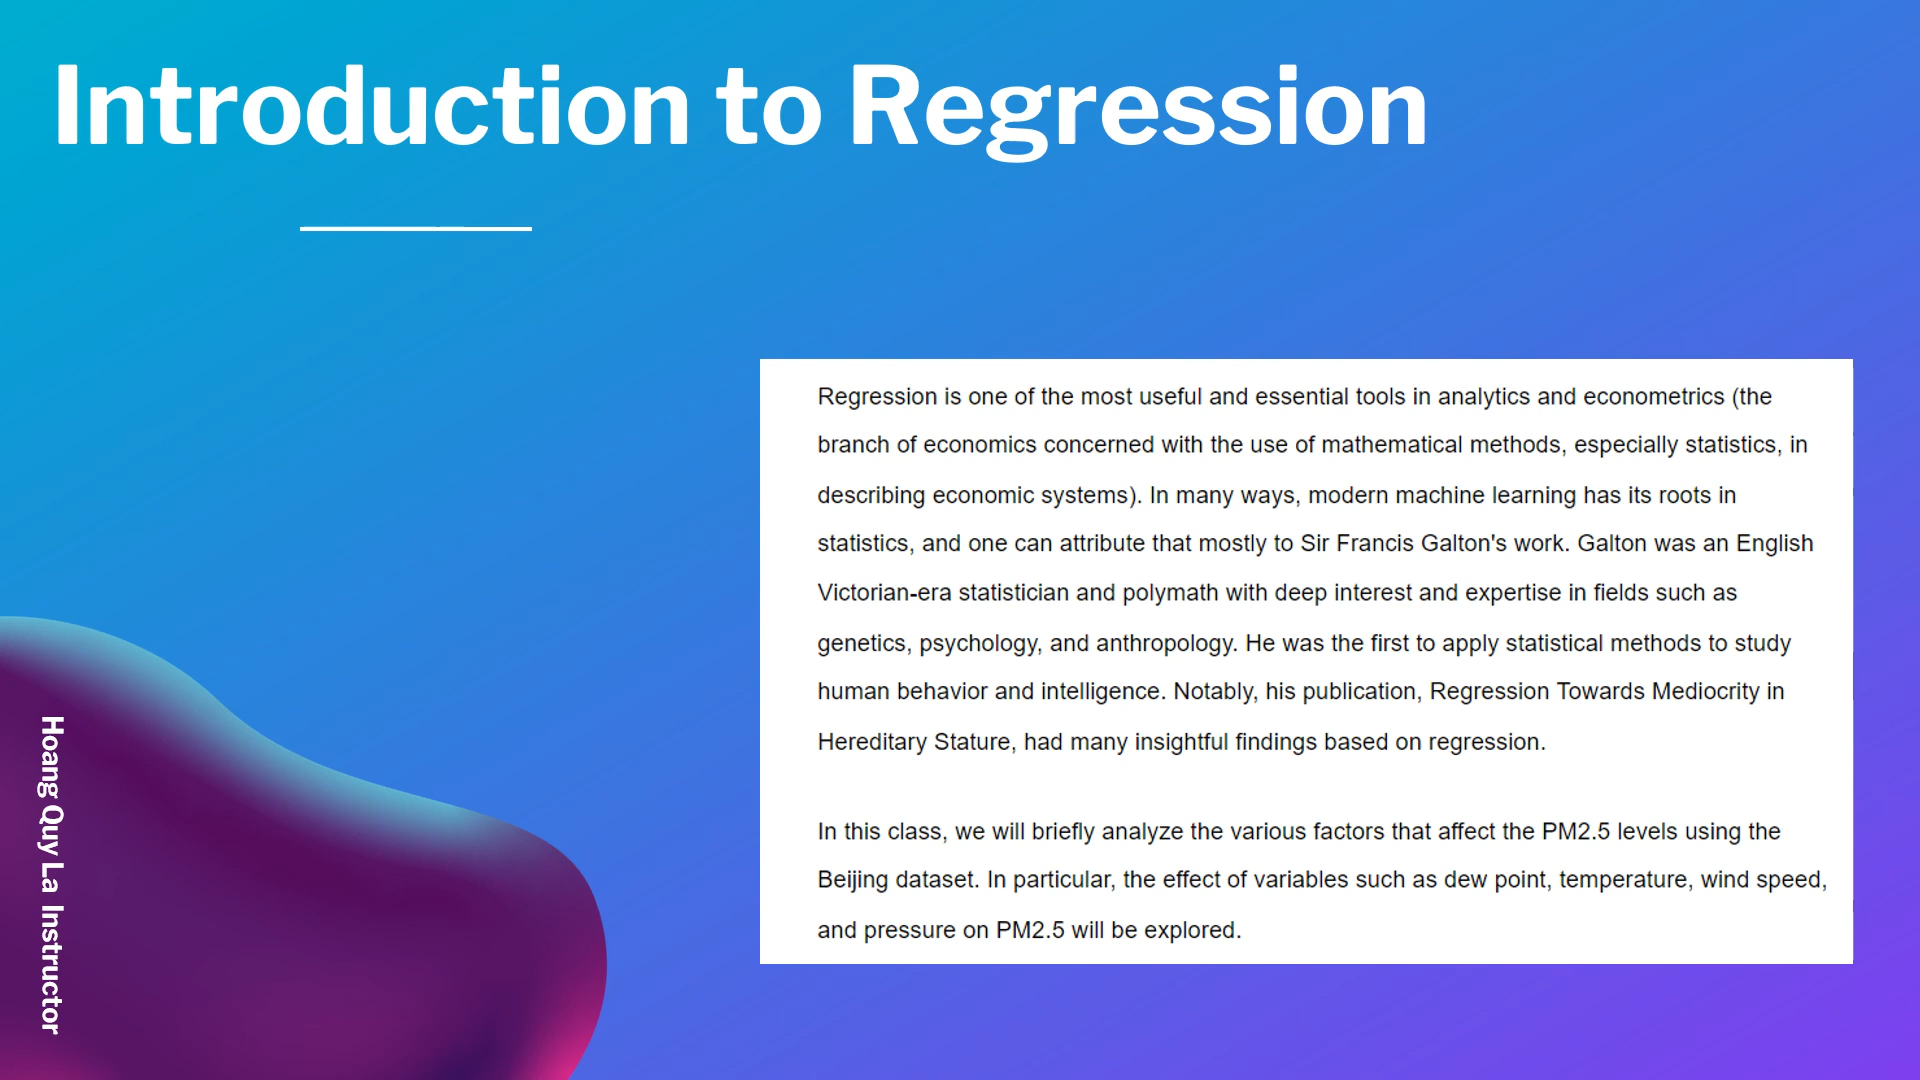 Introduction to Regression
Regression is one of the most useful and essential tools in analytics and econometrics (the
branch of economics concerned with the use of mathematical methods, especially statistics, in
describing economic systems). In many ways, modern machine learning has its roots in
statistics, and one can attribute that mostly to Sir Francis Galton's work. Galton was an English
Victorian-era statistician and polymath with deep interest and expertise in fields such as
genetics, psychology, and anthropology. He was the first to apply statistical methods to study
human behavior and intelligence. Notably, his publication, Regression Towards Mediocrity in
Hereditary Stature, had many insightful findings based on regression.
In this class, we will briefly analyze the various factors that affect the PM2.5 levels using the
Beijing dataset. In particular, the effect of variables such as dew point, temperature, wind speed,
and pressure on PM2.5 will be explored.
Hoang Quy La Instructor